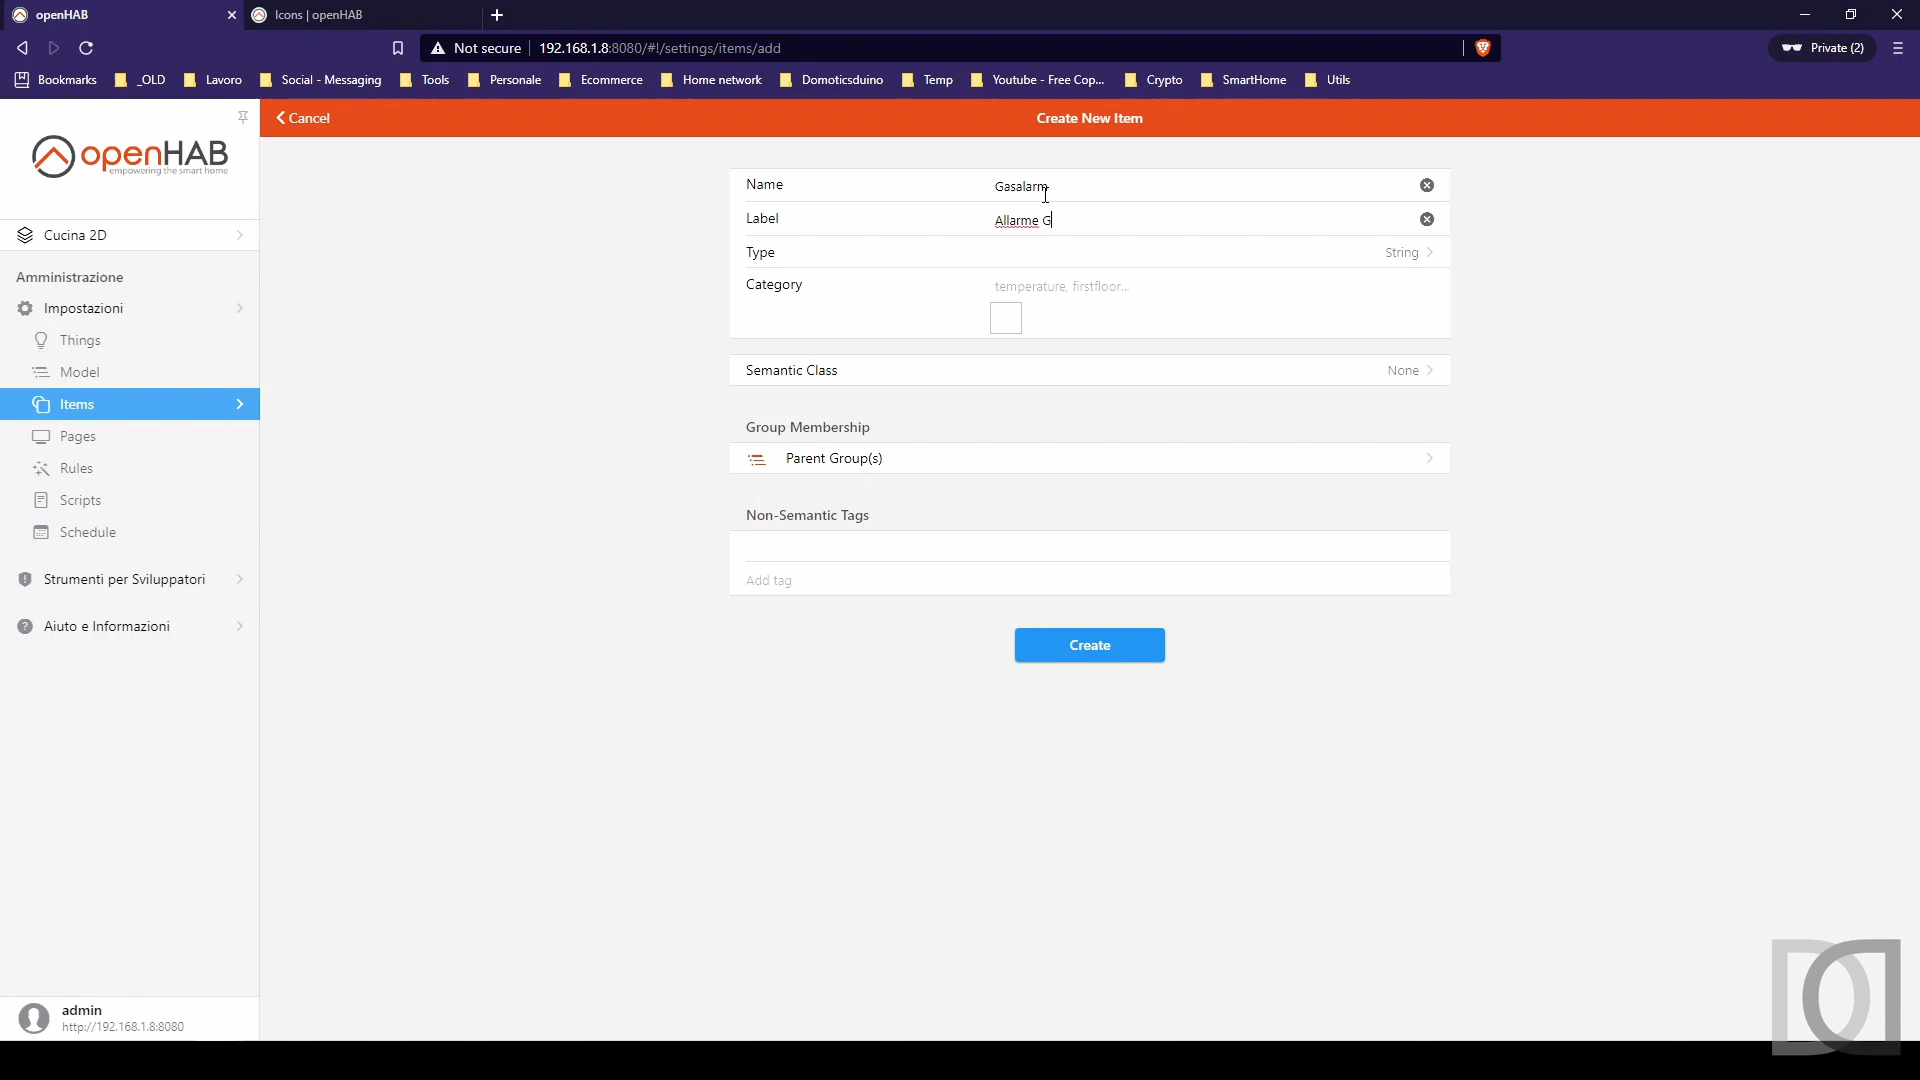 openHAB
Icons | openHAB
Not secure
192.168.1.8:8080/#!/settings/items/add
Private (2)
Bookmarks
_OLD
Lavoro
Social - Messaging
Tools
Personale
Ecommerce
Home network
Domoticsduino
Temp
Youtube - Free Cop...
Crypto
SmartHome
Utils
Cancel
Create New Item
openHAB
empowering the smart home
Cucina 2D
Amministrazione
Impostazioni
Things
Model
Items
Pages
Rules
Scripts
Schedule
Strumenti per Sviluppatori
Aiuto e Informazioni
admin
http://192.168.1.8:8080
Name
Gasalarm
Label
Allarme G
Type
String
Category
temperature, firstfloor...
Semantic Class
None
Group Membership
Parent Group(s)
Non-Semantic Tags
Add tag
Create